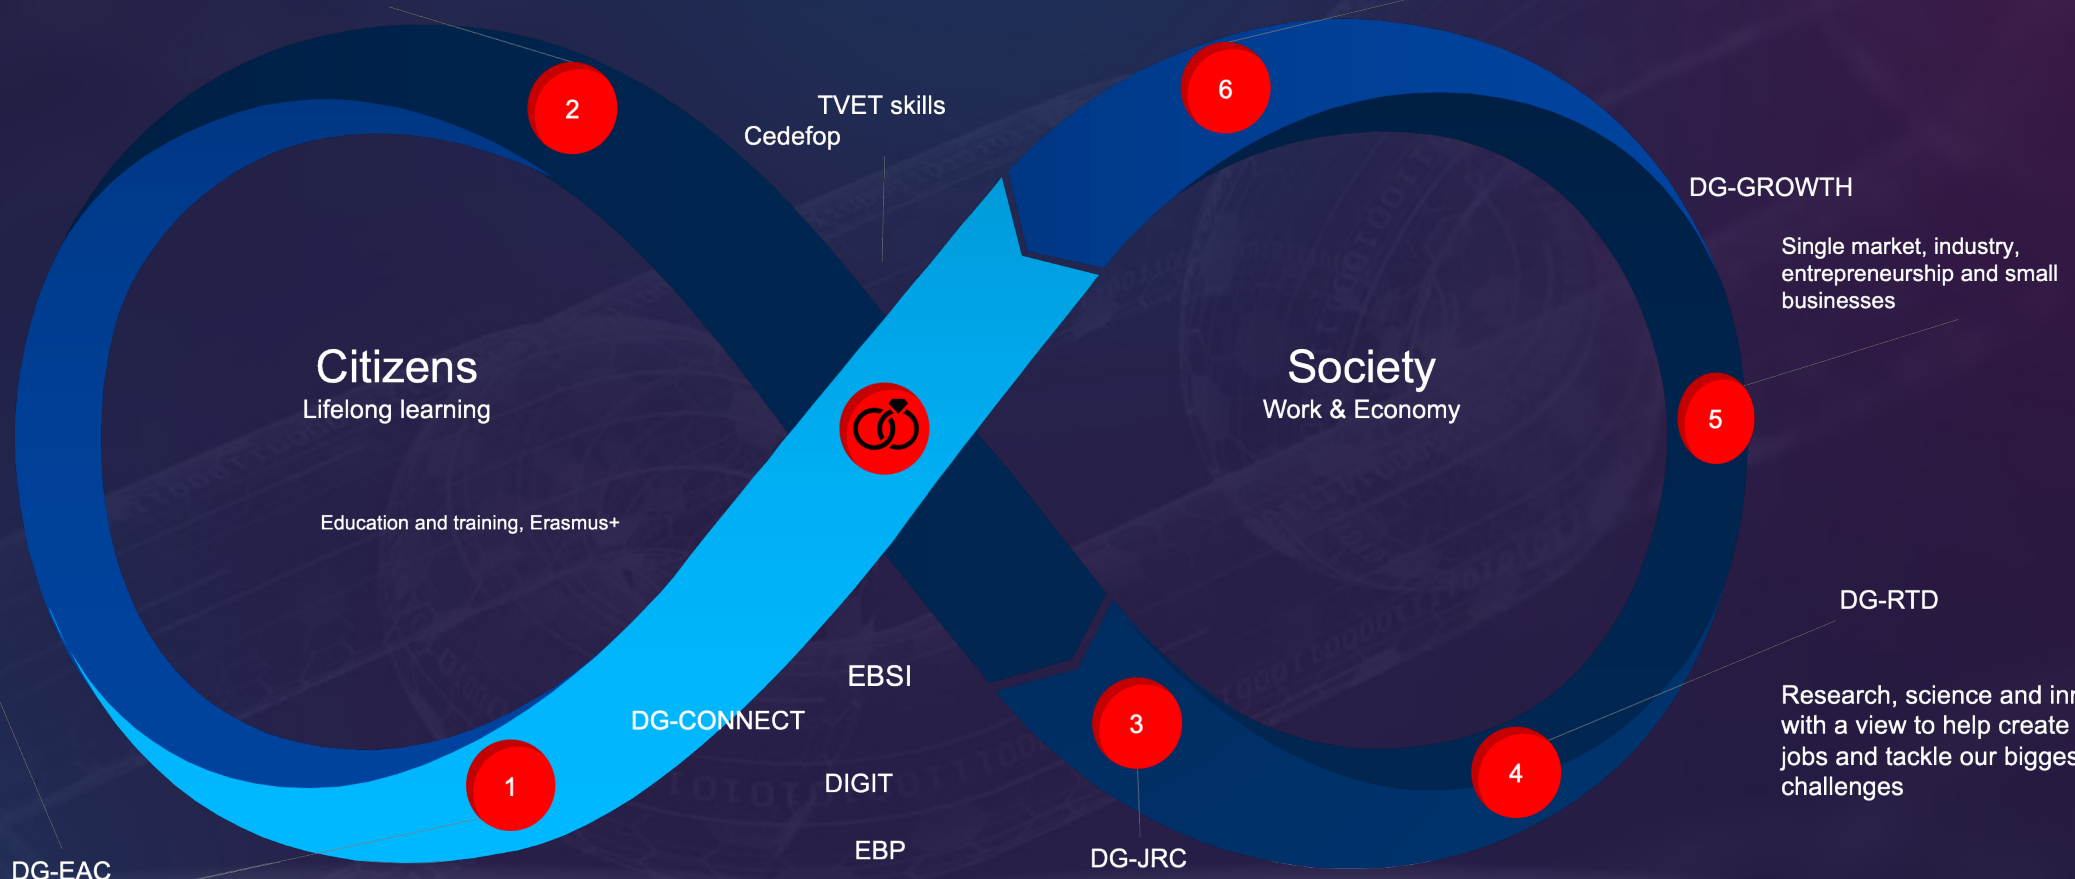 2
6
TVET skills
Cedefop
DG-GROWTH
Single market, industry,
entrepreneurship and small
businesses
Citizens
Lifelong learning
Society
Work & Economy
5
Education and training, Erasmus+
DG-RTD
EBSI
DG-CONNECT
3
4
Research, science and
with a view to help create
jobs and tackle our
challenges
1
DIGIT
EBP
DG-JRC
DG-EAC